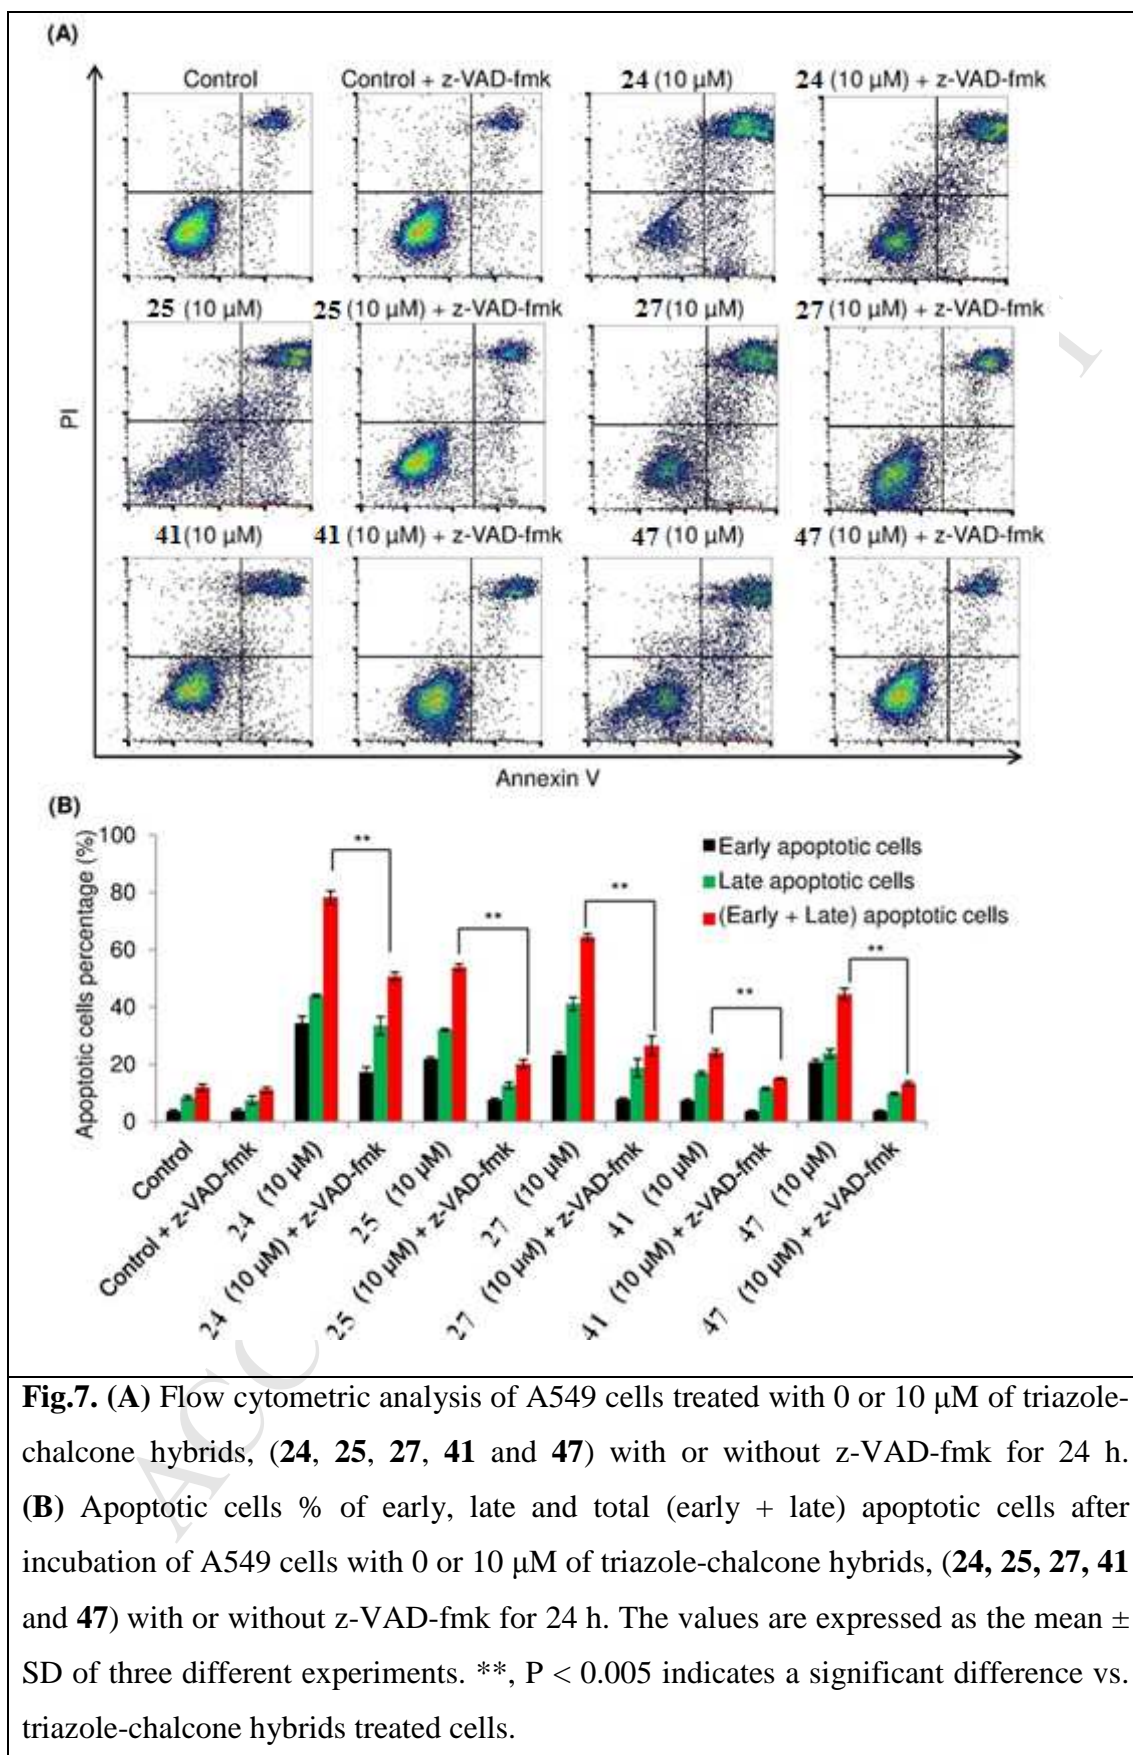 (A)
Control
Control + z-VAD-fmk
24 (10 μM)
24 (10 μM) + z-VAD-fmk
25 (10 μM)
25 (10 μM) + z-VAD-fmk
27(10 μM)
27 (10 μM) + z-VAD-fmk
PI
41(10 μM)
41 (10 μM) + z-VAD-fmk
47 (10 μM)
47 (10 μM) + z-VAD-fmk
Annexin V
(B)
Apoptotic cells percentage (%)
100
80
60
40
20
0
**
**
**
**
**
Early apoptotic cells
Late apoptotic cells
(Early + Late) apoptotic cells
Control
Control + z-VAD-fmk
24 (10 μM)
24 (10 μM) + z-VAD-fmk
25 (10 μM)
25 (10 μM) + z-VAD-fmk
27 (10 μM)
27 (10 μM) + z-VAD-fmk
41 (10 μM)
41 (10 μM) + z-VAD-fmk
47 (10 μM)
47 (10 μM) + z-VAD-fmk
Fig.7. (A) Flow cytometric analysis of A549 cells treated with 0 or 10 μM of triazole-
chalcone hybrids, (24, 25, 27, 41 and 47) with or without z-VAD-fmk for 24 h.
(B) Apoptotic cells % of early, late and total (early + late) apoptotic cells after
incubation of A549 cells with 0 or 10 μM of triazole-chalcone hybrids, (24, 25, 27, 41
and 47) with or without z-VAD-fmk for 24 h. The values are expressed as the mean ±
SD of three different experiments. **, P < 0.005 indicates a significant difference vs.
triazole-chalcone hybrids treated cells.